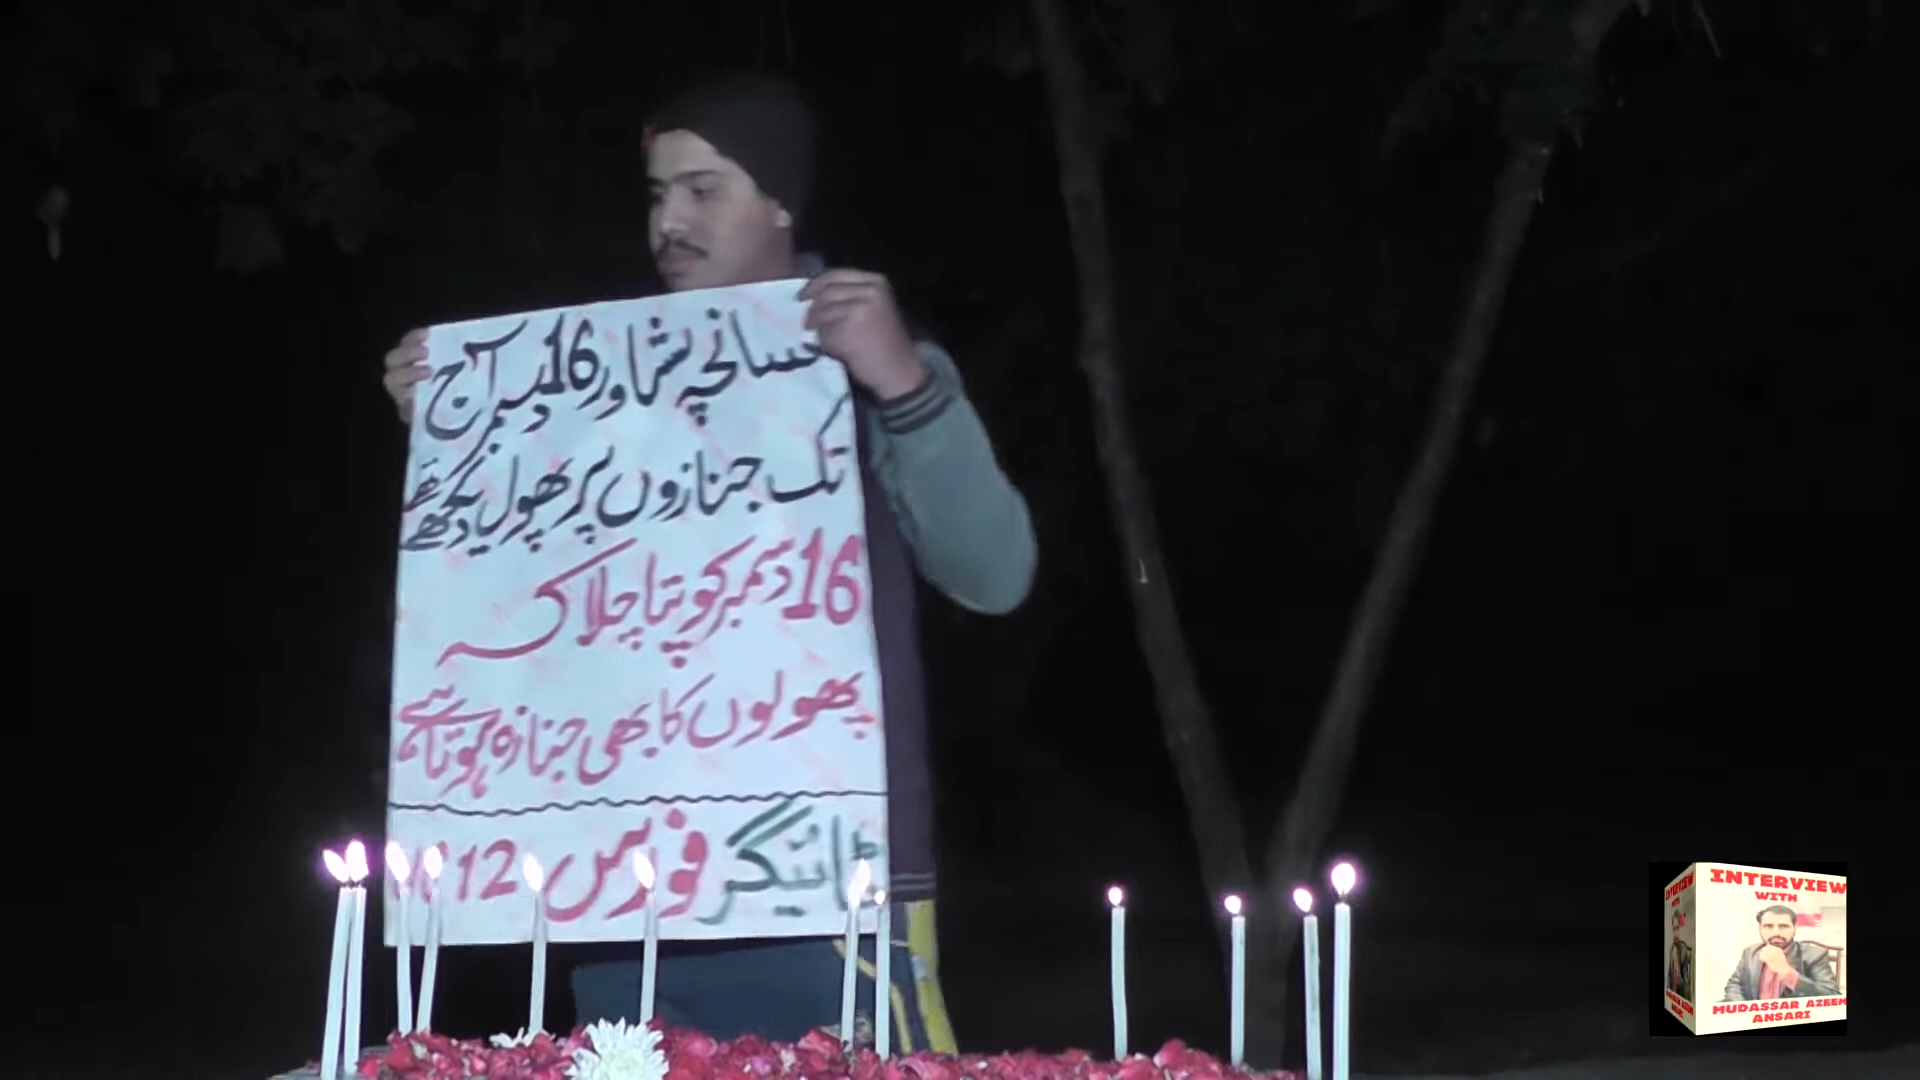 سانحہ پشاور 16 دسمبر آج
تک جنازوں پر پھول دیکھے تھے
16 دسمبر کو پتا چلا کہ
پھولوں کا بھی جنازہ ہوتا ہے
ٹائیگر فورس 12
INTERVIEW
WITH
MUDASSAR AZEEM
ANSARI